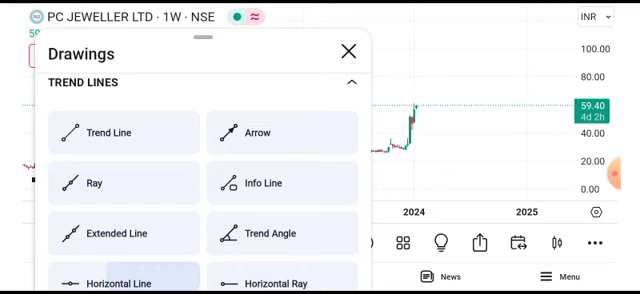 PC JEWELLER LTD · 1W · NSE
INR
59
Drawings
TREND LINES
Trend Line
Arrow
Ray
Info Line
Extended Line
Trend Angle
Horizontal Line
Horizontal Ray
100.00
80.00
59.40
4d 2h
40.00
20.00
0.00
2024
2025
News
Menu